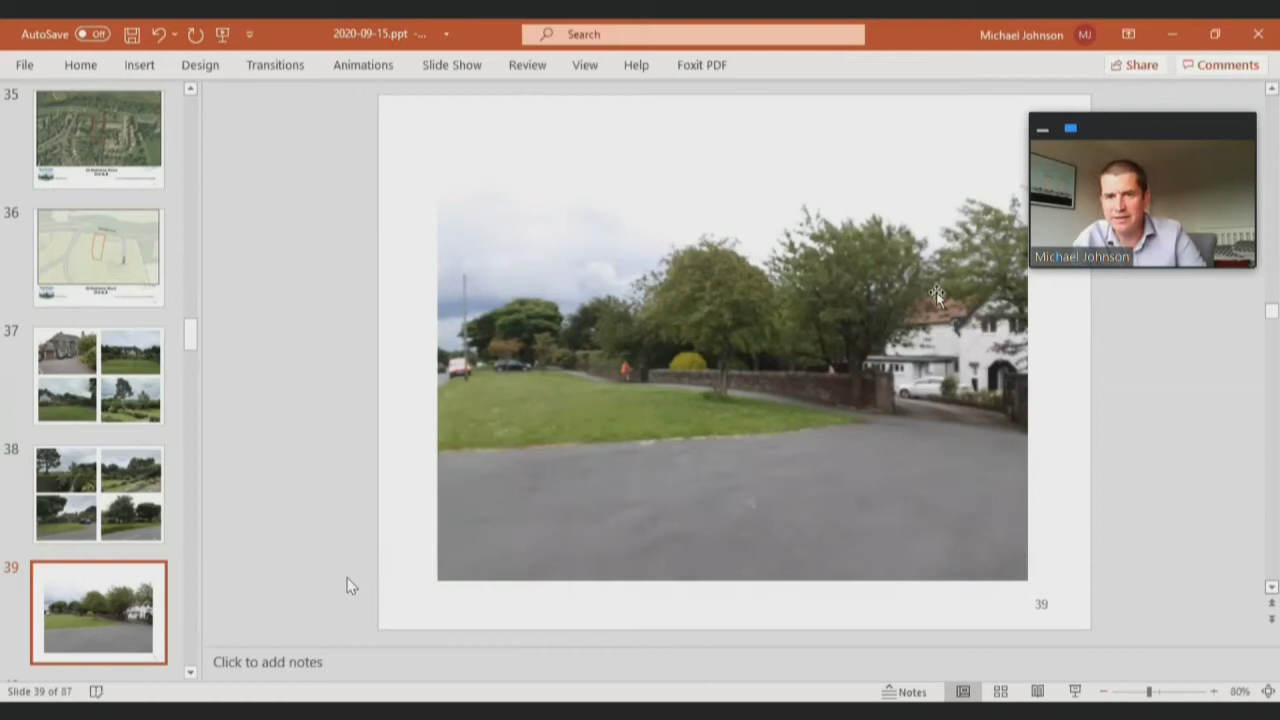 AutoSave Off 2020-09-15.ppt -... Search Michael Johnson MJ
File Home Insert Design Transitions Animations Slide Show Review View Help Foxit PDF Share Comments
35
36
37
38
39
Michael Johnson
39
Click to add notes
Slide 39 of 87 Notes 80%